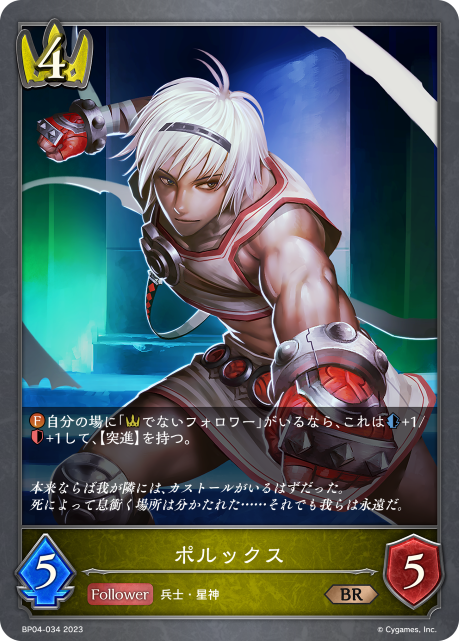 4
F 自分の場に「でないフォロワー」がいるなら、これは+1/
+1して、【突進】を持つ。
本来ならば我が隣には、カストールがいるはずだった。
死によって息衝く場所は分かたれた……それでも我らは永遠だ。
ポルックス
5
Follower 兵士・星神 BR
5
BP04-034 2023 © Cygames, Inc.